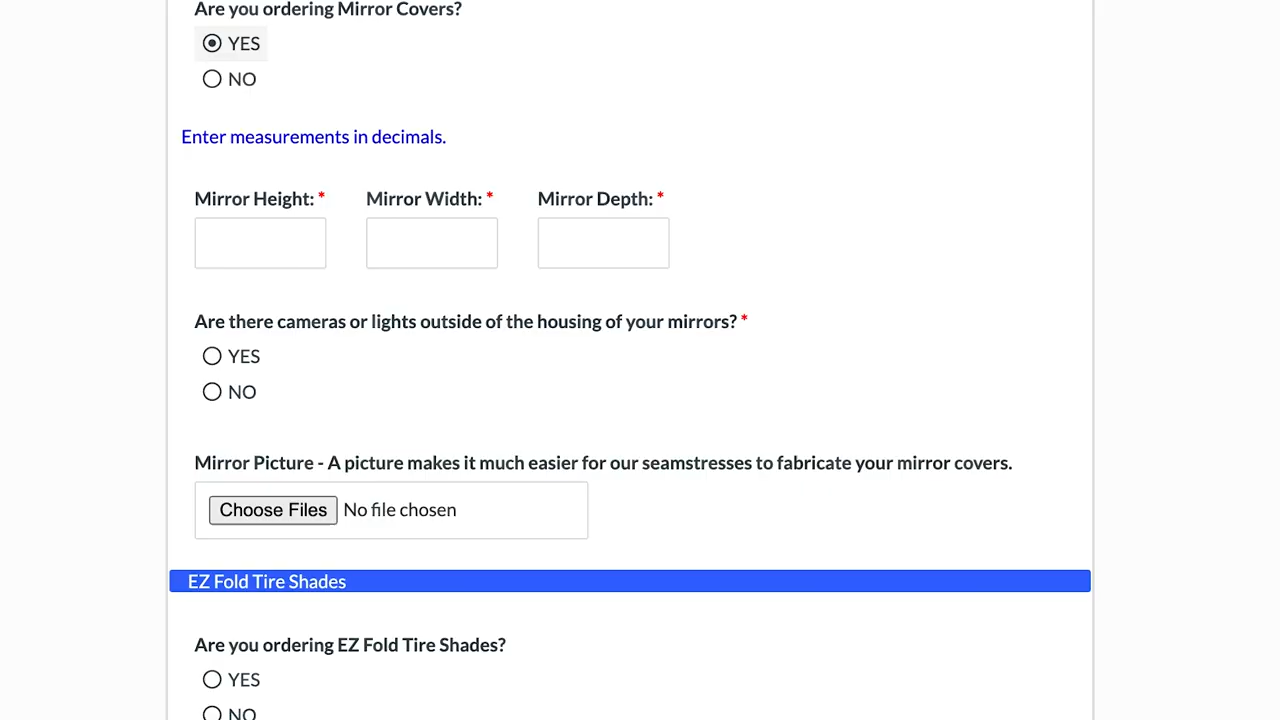 Are you ordering Mirror Covers?
YES
NO
Enter measurements in decimals.
Mirror Height: * Mirror Width: * Mirror Depth: *
Are there cameras or lights outside of the housing of your mirrors? *
YES
NO
Mirror Picture - A picture makes it much easier for our seamstresses to fabricate your mirror covers.
Choose Files No file chosen
EZ Fold Tire Shades
Are you ordering EZ Fold Tire Shades?
YES
NO